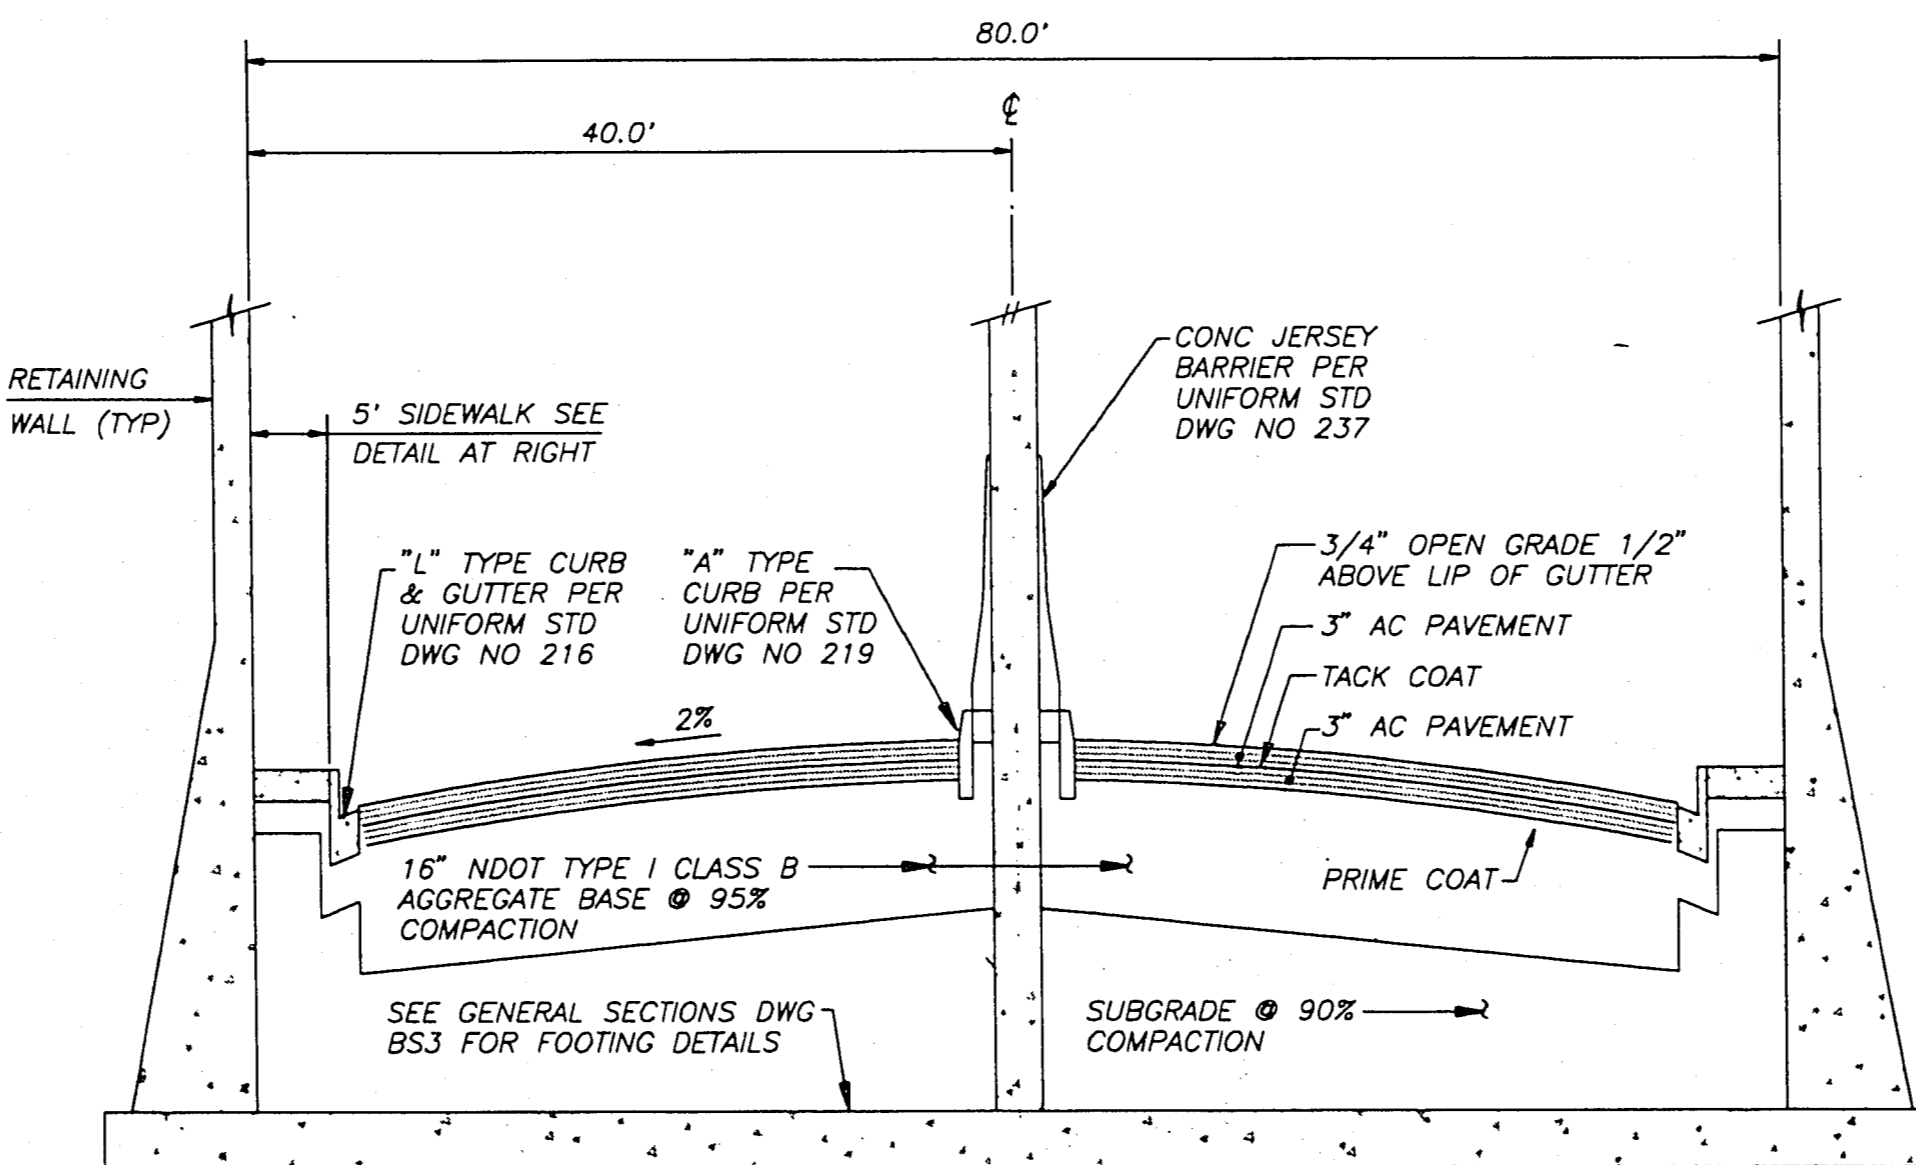 80.0'
℄
40.0'
RETAINING
WALL (TYP)
5' SIDEWALK SEE
DETAIL AT RIGHT
CONC JERSEY
BARRIER PER
UNIFORM STD
DWG NO 237
"L" TYPE CURB
& GUTTER PER
UNIFORM STD
DWG NO 216
"A" TYPE
CURB PER
UNIFORM STD
DWG NO 219
3/4" OPEN GRADE 1/2"
ABOVE LIP OF GUTTER
3" AC PAVEMENT
TACK COAT
3" AC PAVEMENT
2%
16" NDOT TYPE I CLASS B
AGGREGATE BASE @ 95%
COMPACTION
PRIME COAT
SEE GENERAL SECTIONS DWG
BS3 FOR FOOTING DETAILS
SUBGRADE @ 90%
COMPACTION